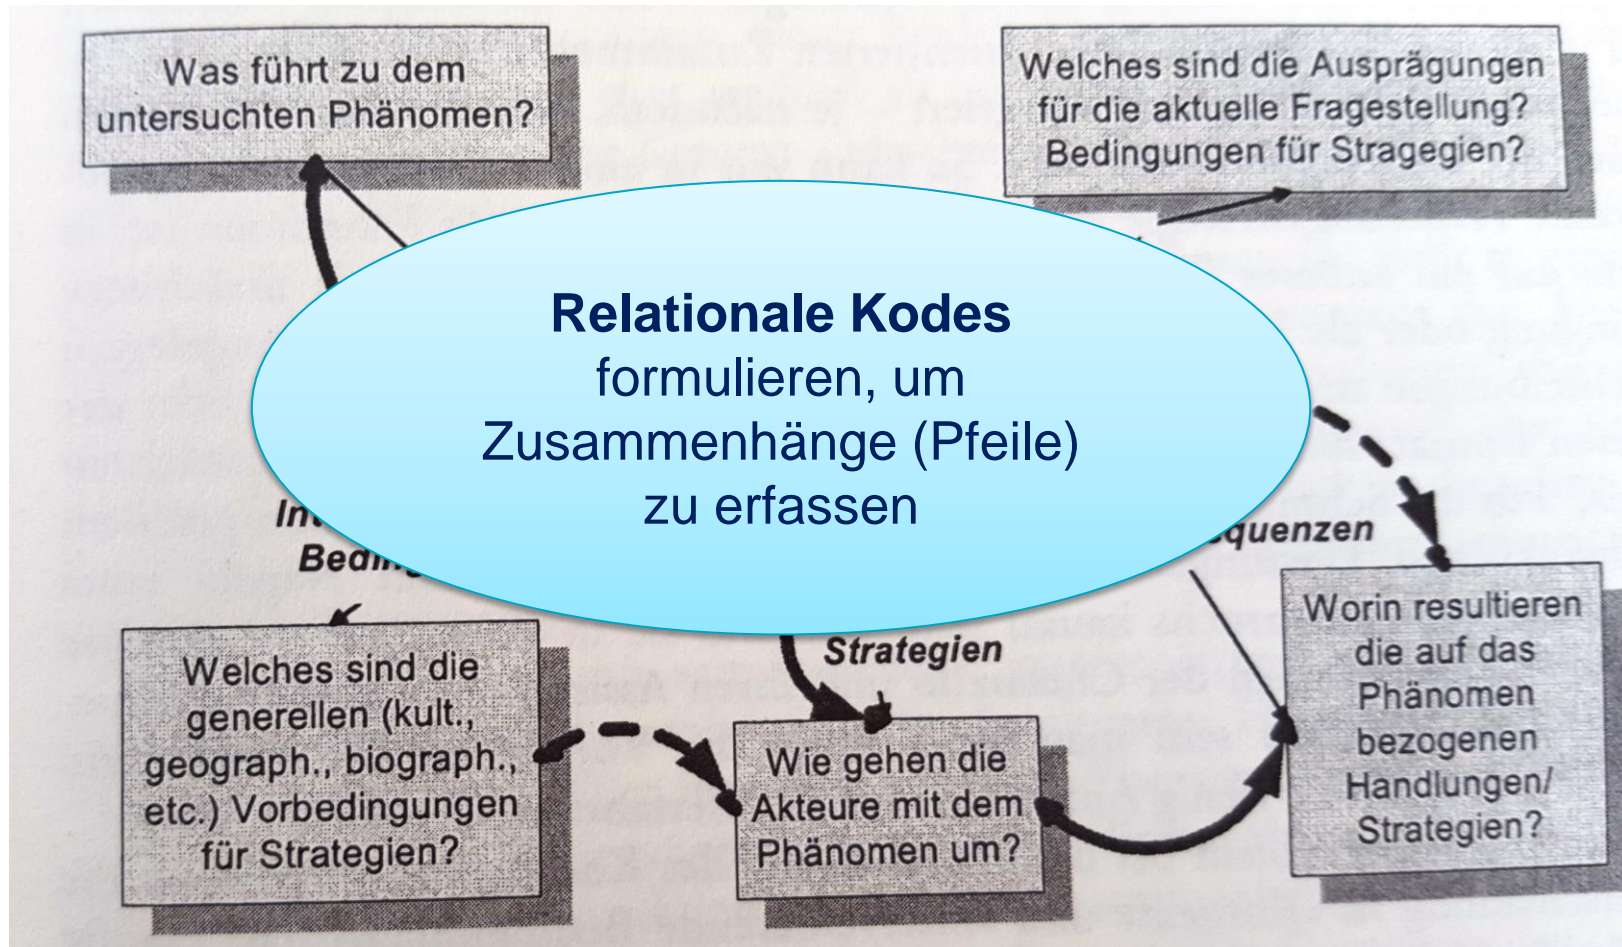 Was führt zu dem
untersuchten Phänomen?
Welches sind die Ausprägungen
für die aktuelle Fragestellung?
Bedingungen für Stragegien?
Relationale Kodes
formulieren, um
Zusammenhänge (Pfeile)
zu erfassen
Strategien
Welches sind die
generellen (kult.,
geograph., biograph.,
etc.) Vorbedingungen
für Strategien?
Wie gehen die
Akteure mit dem
Phänomen um?
Worin resultieren
die auf das
Phänomen
bezogenen
Handlungen/
Strategien?